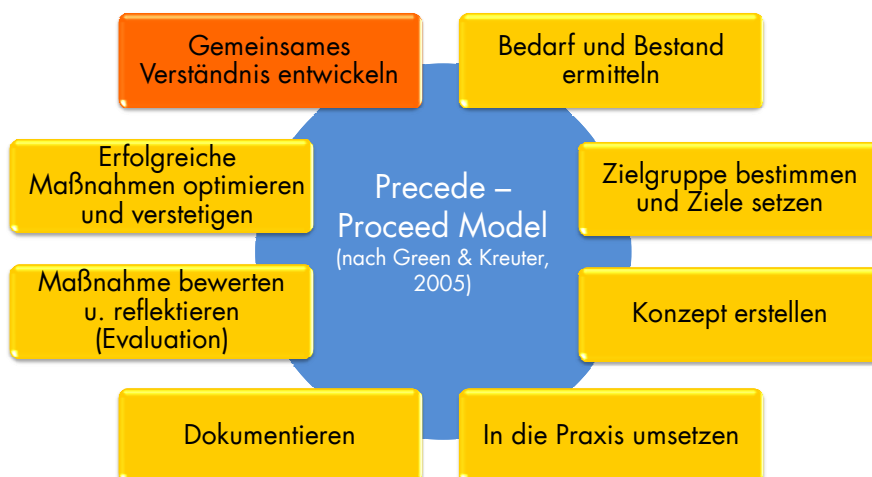 Gemeinsames
Verständnis entwickeln
Bedarf und Bestand
ermitteln
Zielgruppe bestimmen
und Ziele setzen
Konzept erstellen
In die Praxis umsetzen
Dokumentieren
Maßnahme bewerten
u. reflektieren
(Evaluation)
Erfolgreiche
Maßnahmen optimieren
und verstetigen
Precede –
Proceed Model
(nach Green & Kreuter,
2005)